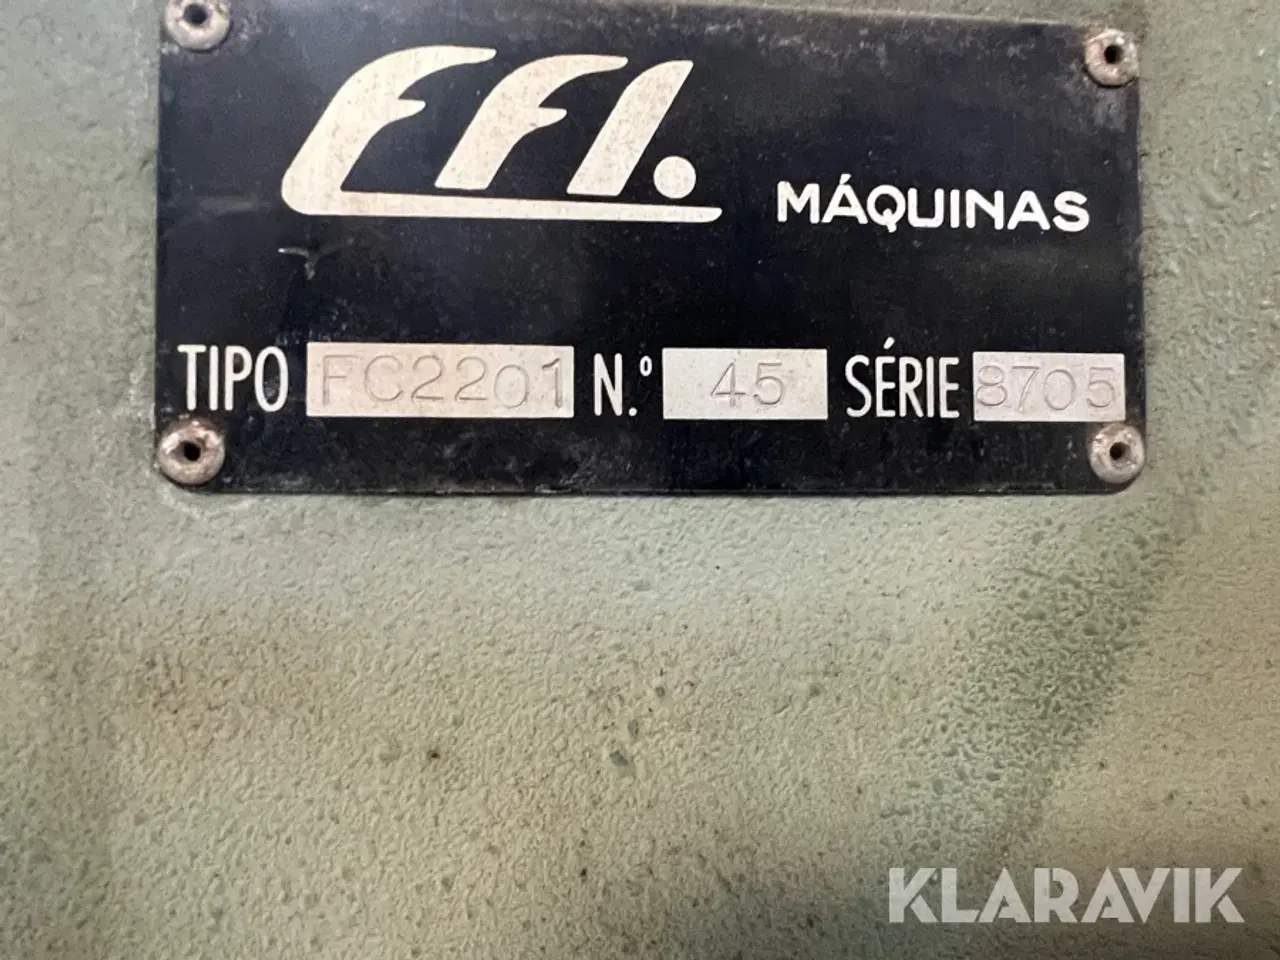 EFI.
MÁQUINAS
TIPO FC2201 N.º 45 SÉRIE 8705
KLARAVIK